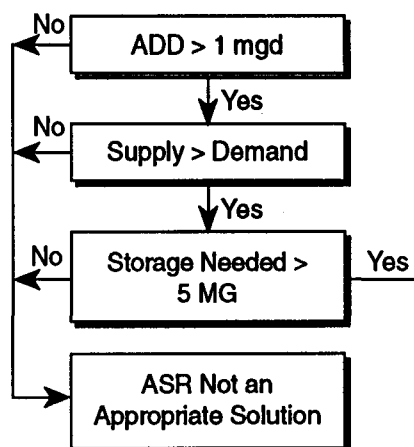 No
ADD > 1 mgd
Yes
No
Supply > Demand
Yes
No
Storage Needed >
5 MG
Yes
ASR Not an
Appropriate Solution